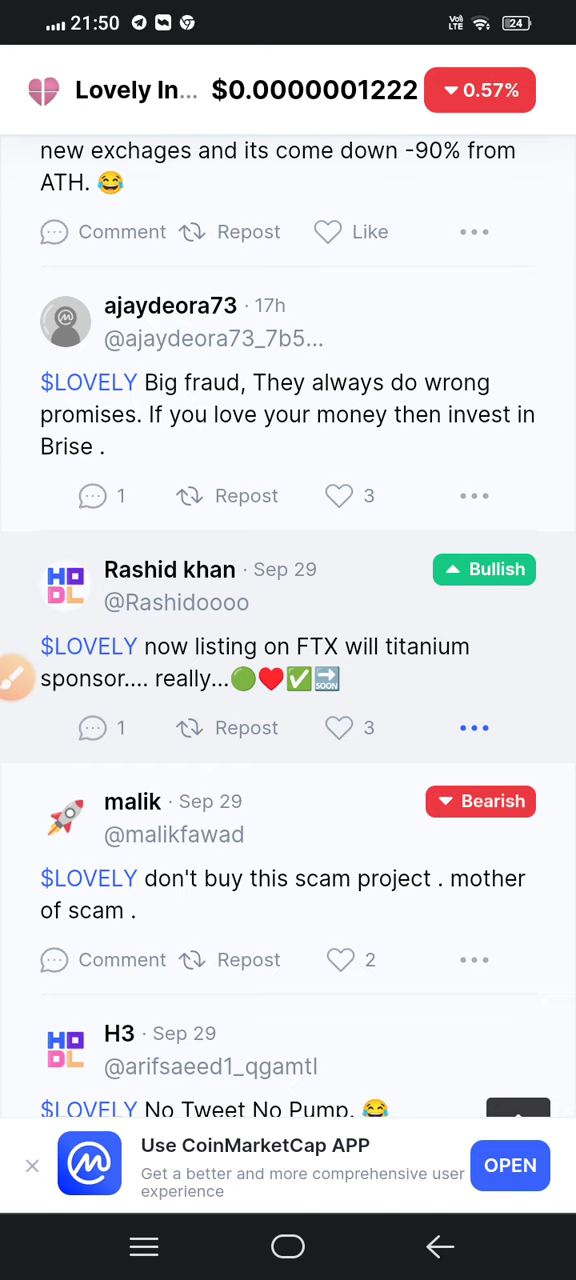 21:50
Vo) LTE
24
Lovely In... $0.0000001222 0.57%
new exchages and its come down -90% from
ATH. 😂
Comment Repost Like
ajaydeora73 · 17h
@ajaydeora73_7b5...
$LOVELY Big fraud, They always do wrong
promises. If you love your money then invest in
Brise .
1 Repost 3
HODL
Rashid khan · Sep 29 Bullish
@Rashidoooo
$LOVELY now listing on FTX will titanium
sponsor.... really...🟢♥️✅🔜
1 Repost 3
malik · Sep 29 Bearish
@malikfawad
$LOVELY don't buy this scam project . mother
of scam .
Comment Repost 2
HODL
H3 · Sep 29
@arifsaeed1_qgamtl
$LOVELY No Tweet No Pump. 😂
Use CoinMarketCap APP
Get a better and more comprehensive user
experience
OPEN